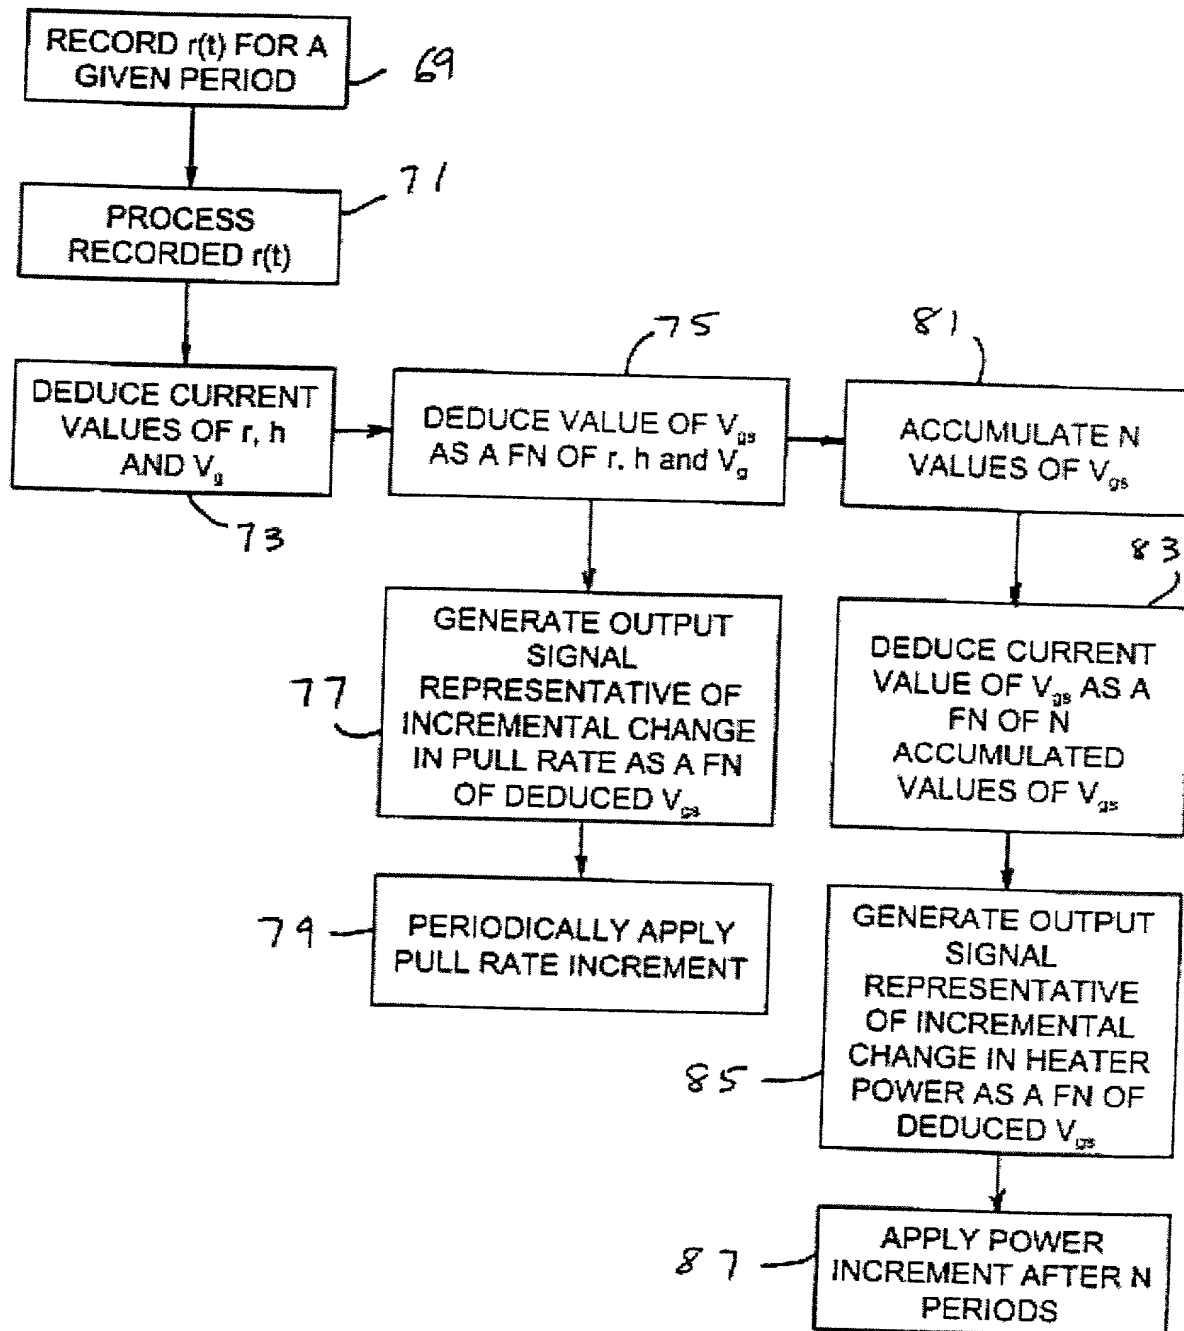 RECORD r(t) FOR A
GIVEN PERIOD
69
PROCESS
RECORDED r(t)
71
DEDUCE CURRENT
VALUES OF r, h
AND Vg
73
DEDUCE VALUE OF Vgs
AS A FN OF r. h and Vg
75
GENERATE OUTPUT
SIGNAL
REPRESENTATIVE OF
INCREMENTAL CHANGE
IN PULL RATE AS A FN
OF DEDUCED Vgs
77
PERIODICALLY APPLY
PULL RATE INCREMENT
79
ACCUMULATE N
VALUES OF Vgs
81
DEDUCE CURRENT
VALUE OF Vgs AS A
FN OF N
ACCUMULATED
VALUES OF Vgs
83
GENERATE OUTPUT
SIGNAL
REPRESENTATIVE
OF INCREMENTAL
CHANGE IN HEATER
POWER AS A FN OF
DEDUCED Vgs
85
APPLY POWER
INCREMENT AFTER N
PERIODS
87